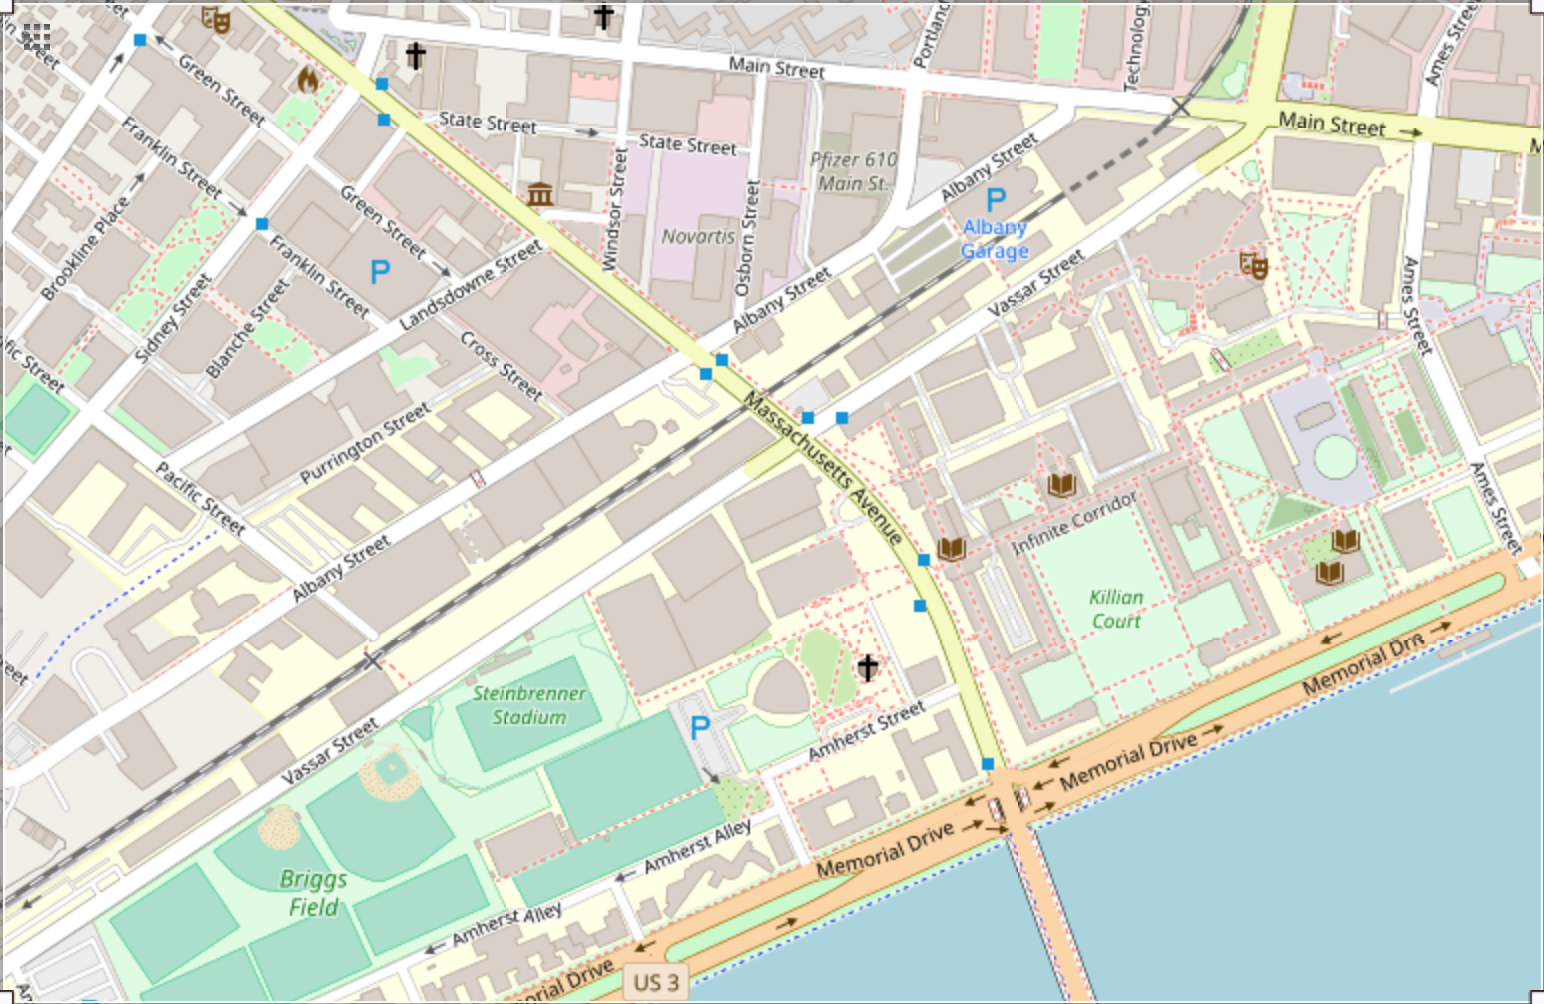 Green Street
Main Street
Portland
Technology
Ames Street
State Street
State Street
Main Street
Franklin Street
Pfizer 610
Main St.
Albany Street
Brookline Place
Green Street
Windsor Street
Novartis
Osborn Street
P
Albany
Garage
P
Franklin Street
Landsdowne Street
Albany Street
Vassar Street
Ames Street
Sidney Street
Blanche Street
Cross Street
Massachusetts Avenue
Purrington Street
Pacific Street
Infinite Corridor
Ames Street
Albany Street
Killian
Court
Steinbrenner
Stadium
P
Amherst Street
Memorial Drive
Vassar Street
Memorial Drive
Memorial Drive
Amherst Alley
Briggs
Field
Amherst Alley
US 3